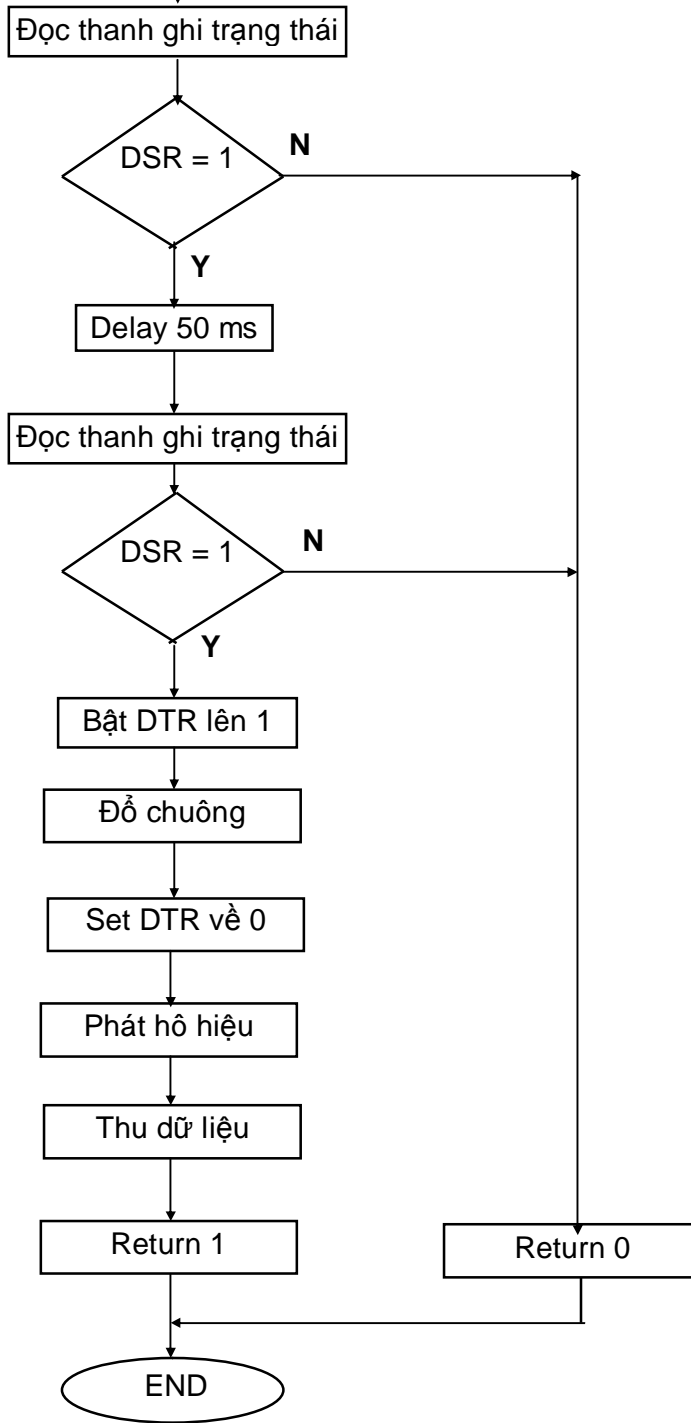 Đọc thanh ghi trạng thái
DSR = 1
N
Y
Delay 50 ms
Đọc thanh ghi trạng thái
DSR = 1
N
Y
Bật DTR lên 1
Đổ chuông
Set DTR về 0
Phát hô hiệu
Thu dữ liệu
Return 1
Return 0
END